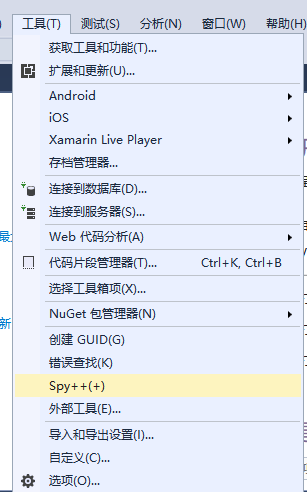 工具(T) 测试(S) 分析(N) 窗口(W) 帮助(H)
获取工具和功能(T)...
扩展和更新(U)...
Android
iOS
Xamarin Live Player
存档管理器...
连接到数据库(D)...
连接到服务器(S)...
Web 代码分析(A)
代码片段管理器(T)... Ctrl+K, Ctrl+B
选择工具箱项(X)...
NuGet 包管理器(N)
创建 GUID(G)
错误查找(K)
Spy++(+)
外部工具(E)...
导入和导出设置(I)...
自定义(C)...
选项(O)...
最
新